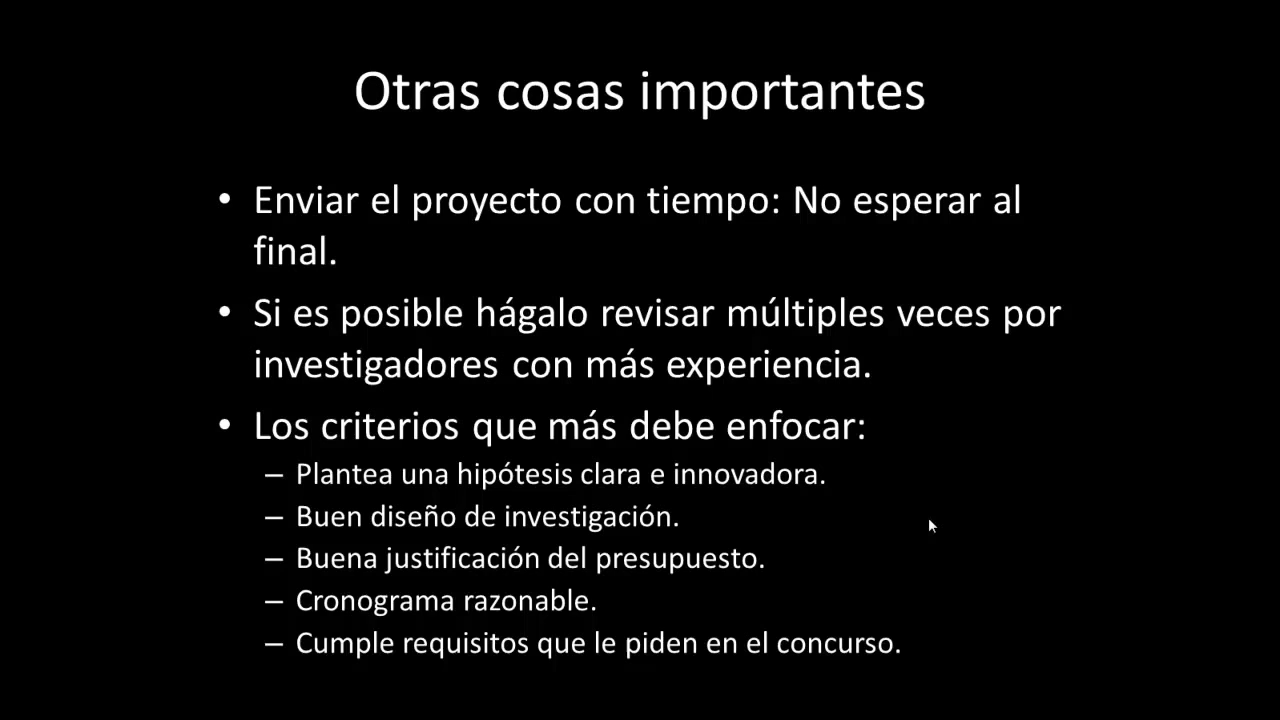 Otras cosas importantes
• Enviar el proyecto con tiempo: No esperar al
final.
• Si es posible hágalo revisar múltiples veces por
investigadores con más experiencia.
• Los criterios que más debe enfocar:
– Plantea una hipótesis clara e innovadora.
– Buen diseño de investigación.
– Buena justificación del presupuesto.
– Cronograma razonable.
– Cumple requisitos que le piden en el concurso.